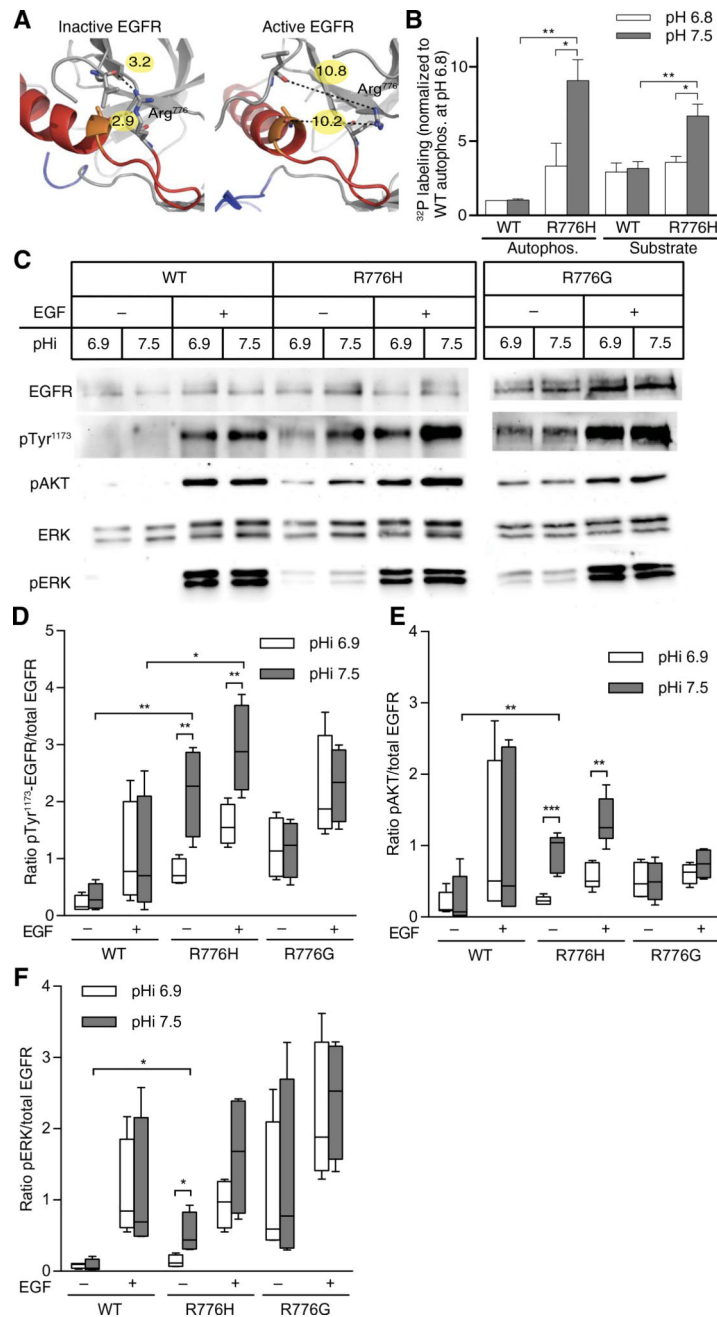 A
Inactive EGFR
Active EGFR
3.2
2.9
Arg776
10.8
10.2
Arg776
B
pH 6.8
pH 7.5
**
*
**
*
32P labeling (normalized to
WT autophos. at pH 6.8)
10
5
0
WT R776H WT R776H
Autophos. Substrate
C
WT R776H R776G
EGF – + – + – +
pHi 6.9 7.5 6.9 7.5 6.9 7.5 6.9 7.5 6.9 7.5 6.9 7.5
EGFR
pTyr1173
pAKT
ERK
pERK
D
pHi 6.9
pHi 7.5
*
**
**
**
Ratio pTyr1173-EGFR/total EGFR
5
4
3
2
1
0
EGF – + – + – +
WT R776H R776G
E
pHi 6.9
pHi 7.5
**
***
**
Ratio pAKT/total EGFR
4
3
2
1
0
EGF – + – + – +
WT R776H R776G
F
pHi 6.9
pHi 7.5
*
*
Ratio pERK/total EGFR
4
3
2
1
0
EGF – + – + – +
WT R776H R776G